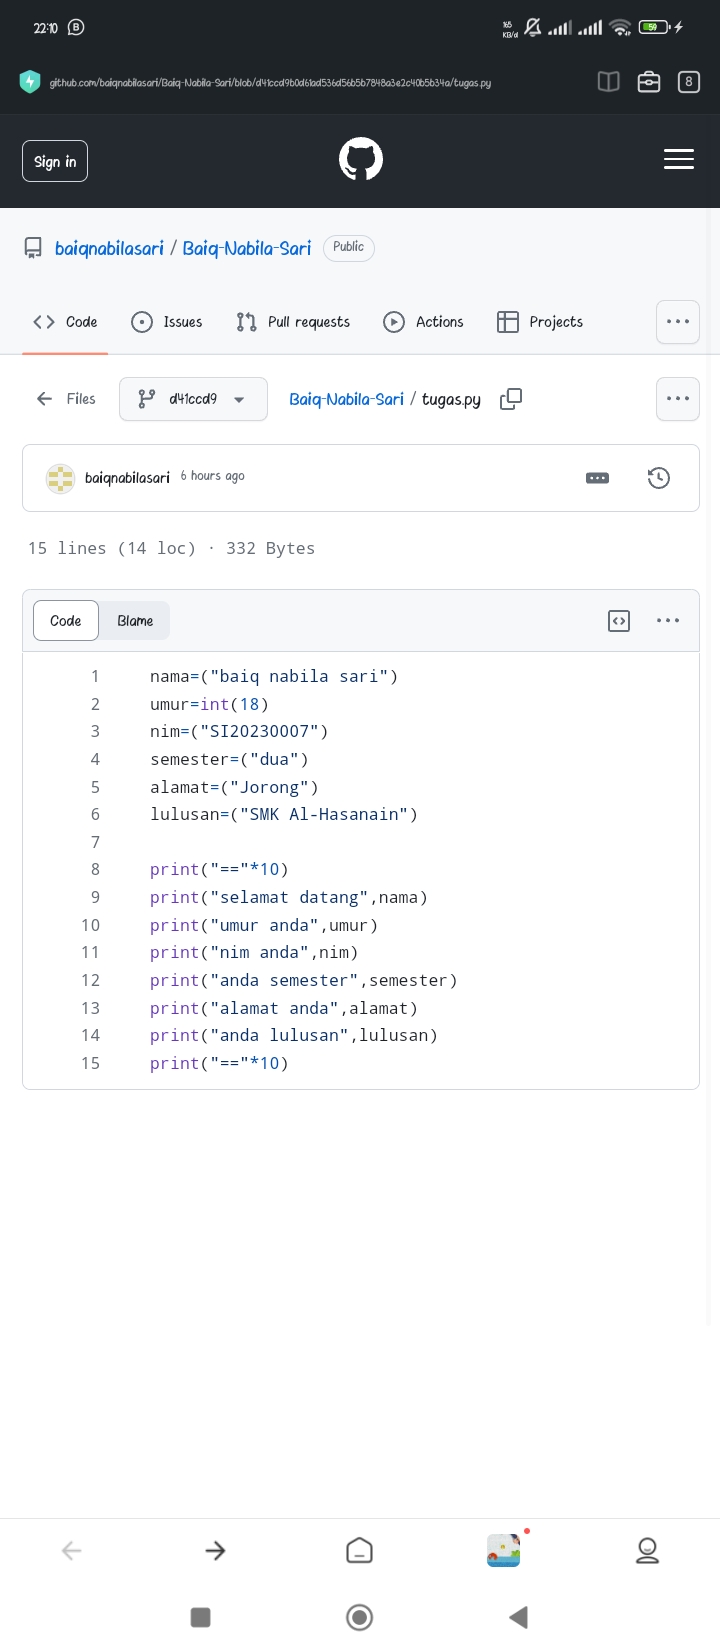 22:10
165
KB/d
59
github.com/baiqnabilasari/Baiq-Nabila-Sari/blob/d41ccd9b0d61ad536d56b5b7848a3e2c40b5b34a/tugas.py
8
Sign in
baiqnabilasari / Baiq-Nabila-Sari Public
Code Issues Pull requests Actions Projects
Files d41ccd9 Baiq-Nabila-Sari / tugas.py
baiqnabilasari 6 hours ago
15 lines (14 loc) · 332 Bytes
Code Blame
1 nama=("baiq nabila sari")
2 umur=int(18)
3 nim=("SI20230007")
4 semester=("dua")
5 alamat=("Jorong")
6 lulusan=("SMK Al-Hasanain")
7
8 print("=="*10)
9 print("selamat datang",nama)
10 print("umur anda",umur)
11 print("nim anda",nim)
12 print("anda semester",semester)
13 print("alamat anda",alamat)
14 print("anda lulusan",lulusan)
15 print("=="*10)